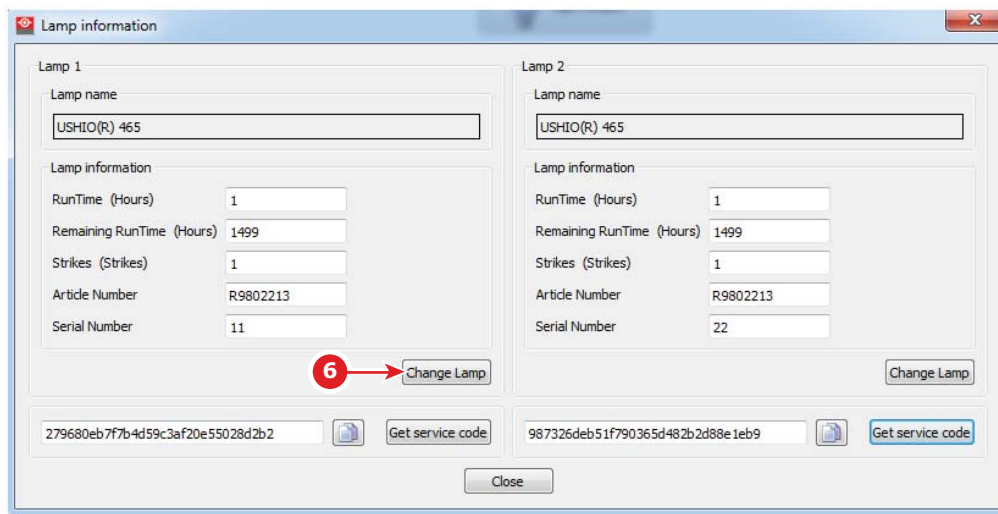 Lamp information
Lamp 1
Lamp name
USHIO(R) 465
Lamp information
RunTime (Hours) 1
Remaining RunTime (Hours) 1499
Strikes (Strikes) 1
Article Number R9802213
Serial Number 11
6 Change Lamp
279680eb7f7b4d59c3af20e55028d2b2 Get service code
Lamp 2
Lamp name
USHIO(R) 465
Lamp information
RunTime (Hours) 1
Remaining RunTime (Hours) 1499
Strikes (Strikes) 1
Article Number R9802213
Serial Number 22
Change Lamp
987326deb51f790365d482b2d88e1eb9 Get service code
Close